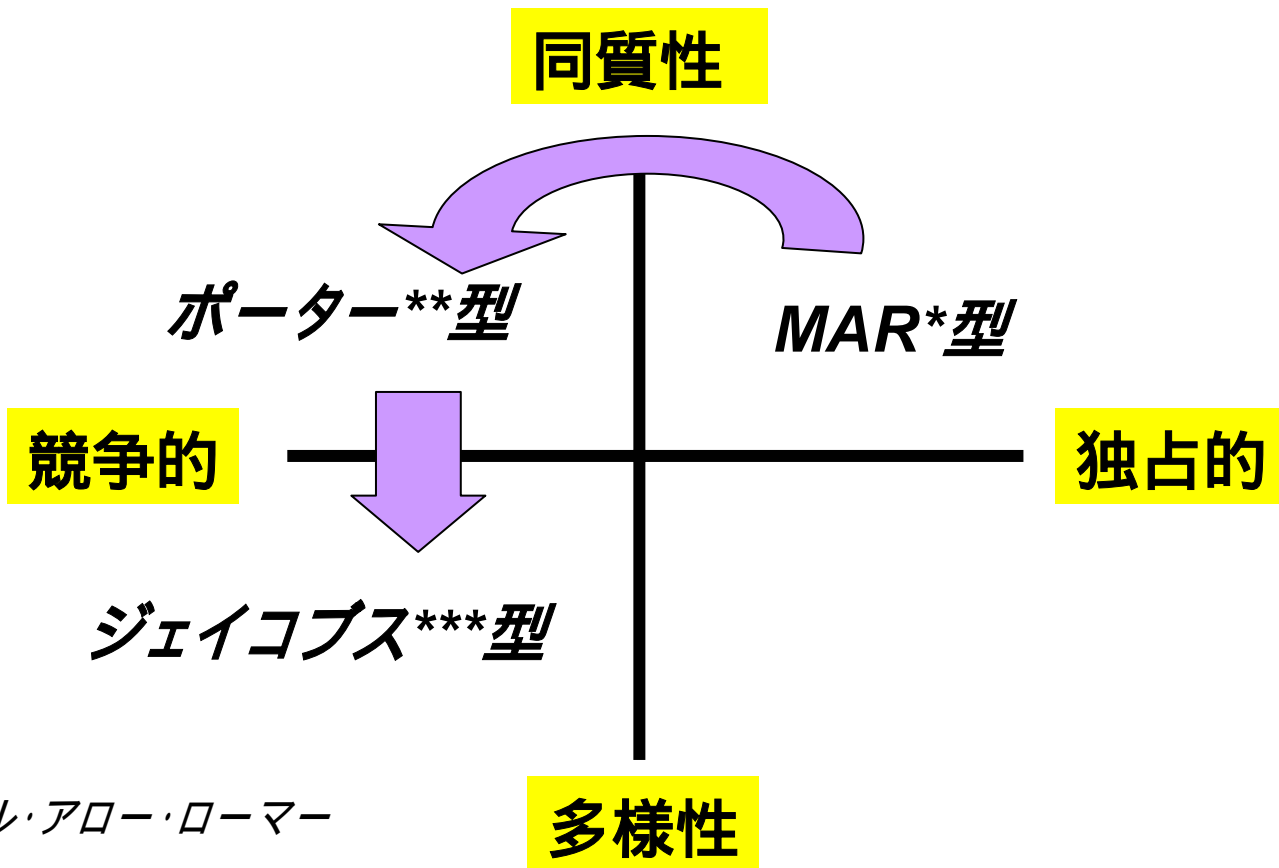 同質性
ポーター**型
MAR*型
競争的
独占的
ジェイコブス***型
ル・アロー・ローマー
多様性